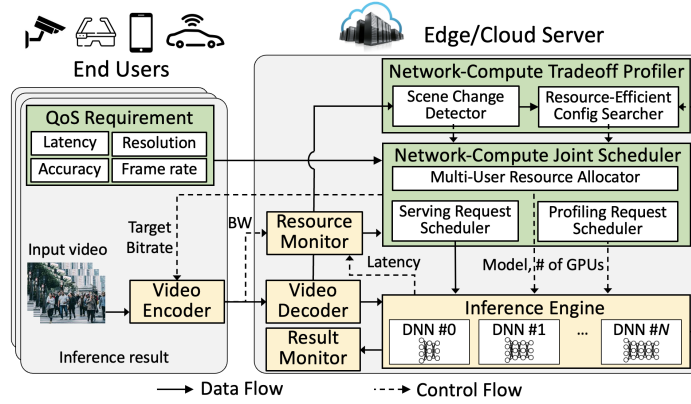 End Users
Edge/Cloud Server
QoS Requirement
Latency
Resolution
Accuracy
Frame rate
Network-Compute Tradeoff Profiler
Scene Change
Detector
Resource-Efficient
Config Searcher
Network-Compute Joint Scheduler
Multi-User Resource Allocator
Serving Request
Scheduler
Profiling Request
Scheduler
Target
Bitrate
BW
Resource
Monitor
Latency
Model, # of GPUs
Input video
Video
Encoder
Video
Decoder
Inference Engine
DNN #0
DNN #1
...
DNN #N
Result
Monitor
Inference result
Data Flow
Control Flow